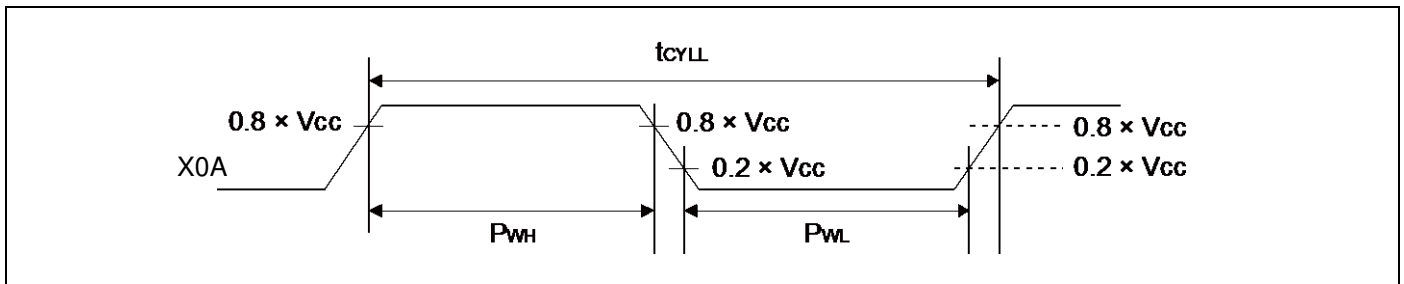 tCYLL
0.8 × Vcc
0.8 × Vcc
0.8 × Vcc
X0A
0.2 × Vcc
0.2 × Vcc
PWH
PWL